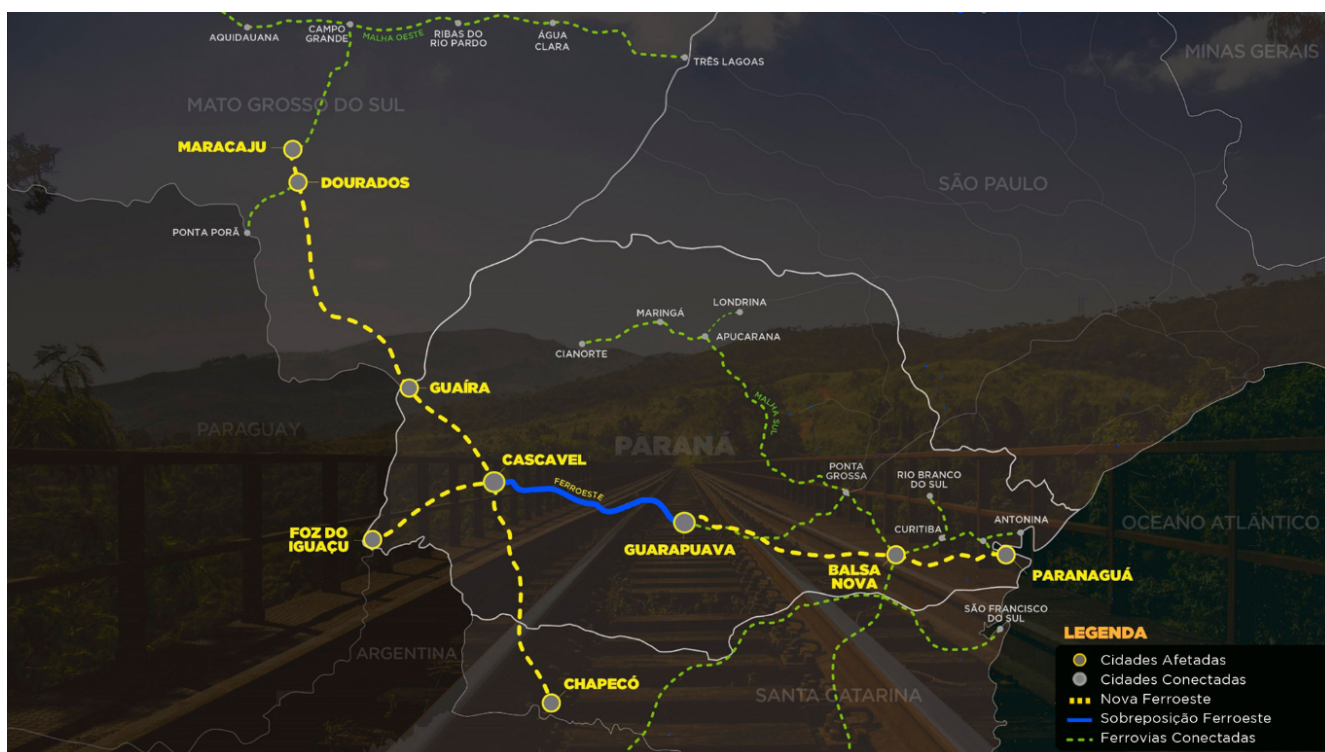 AQUIDAUANA
CAMPO
GRANDE
MALHA OESTE
RIBAS DO
RIO PARDO
ÁGUA
CLARA
TRÊS LAGOAS
MINAS GERAIS
MATO GROSSO DO SUL
MARACAJU
DOURADOS
SÃO PAULO
PONTA PORÃ
LONDRINA
MARINGÁ
APUCARANA
CIANORTE
GUAÍRA
MALHA SUL
PARAGUAY
PARANÁ
CASCAVEL
FERROESTE
PONTA
GROSSA
RIO BRANCO
DO SUL
FOZ DO
IGUAÇU
GUARAPUAVA
CURITIBA
ANTONINA
OCEANO ATLÂNTICO
BALSA
NOVA
PARANAGUÁ
SÃO FRANCISCO
DO SUL
ARGENTINA
CHAPECÓ
SANTA CATARINA
LEGENDA
Cidades Afetadas
Cidades Conectadas
Nova Ferroeste
Sobreposição Ferroeste
Ferrovias Conectadas